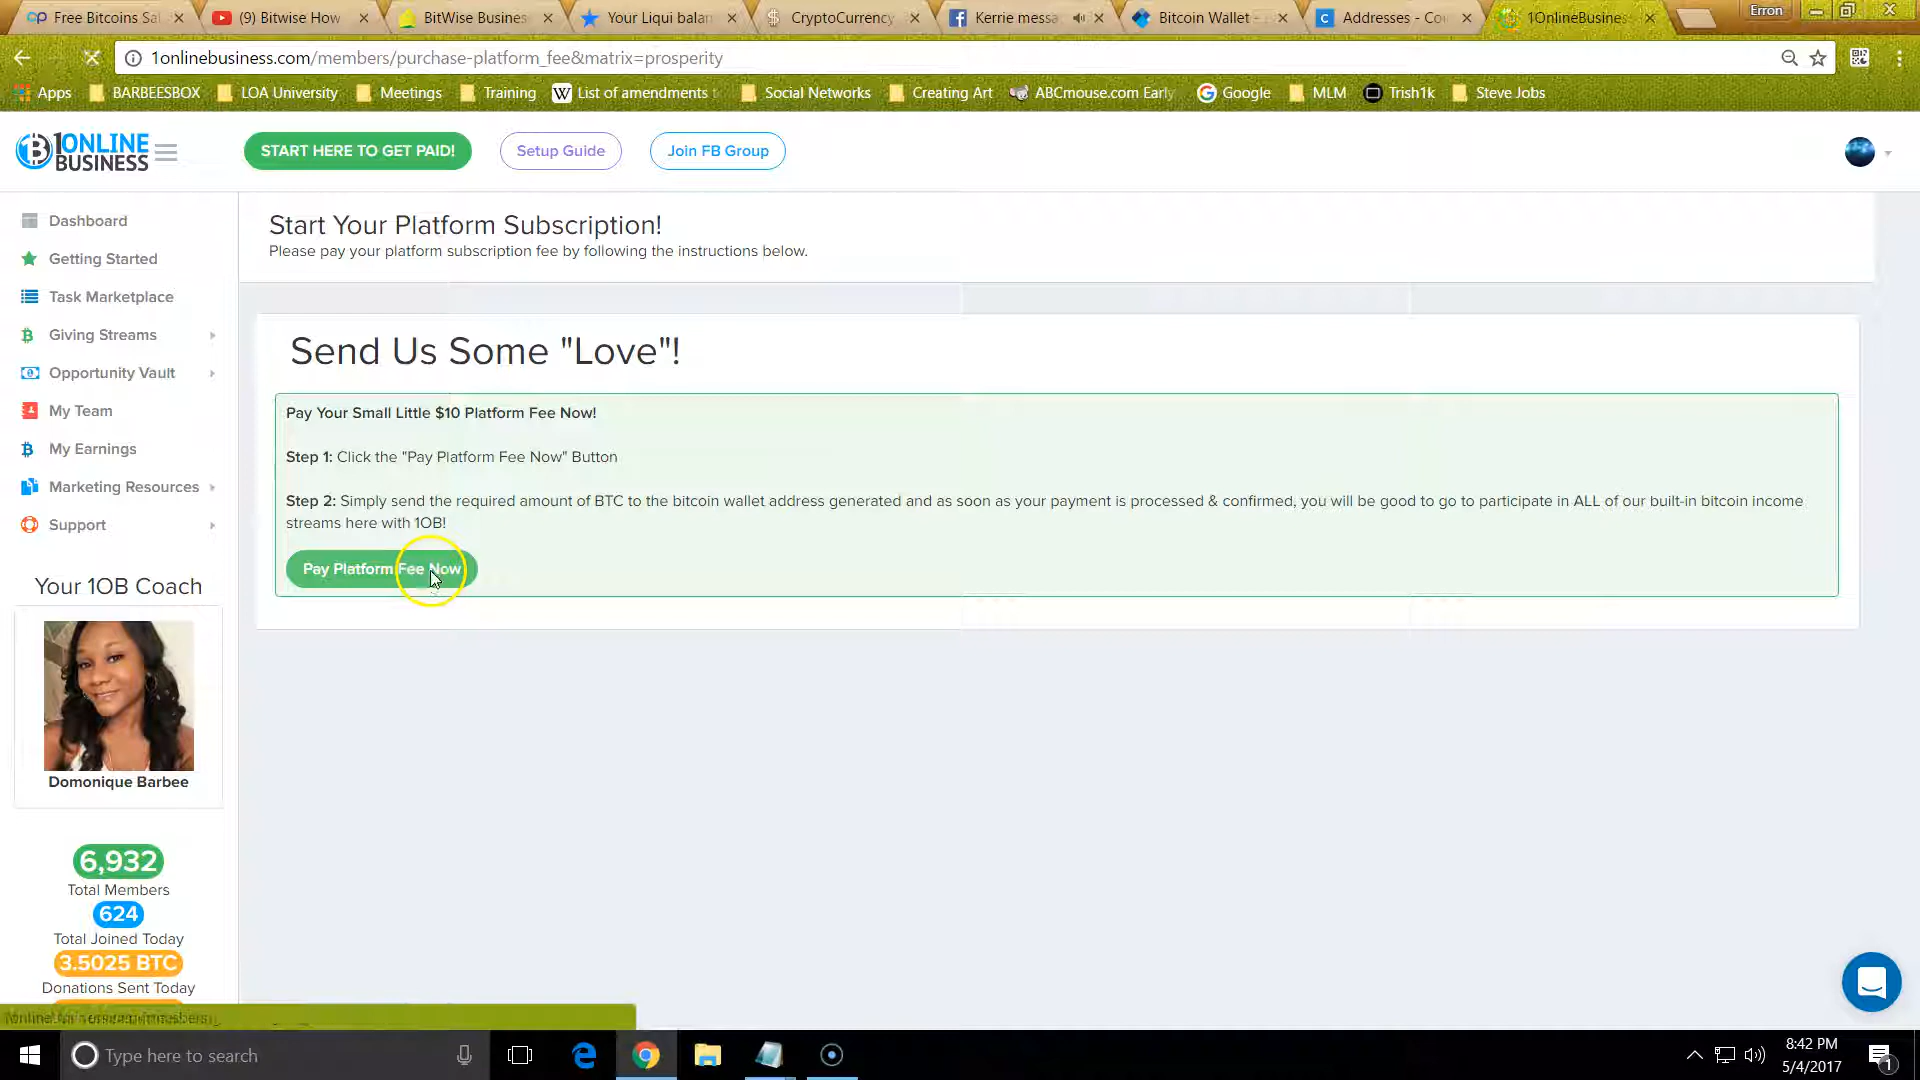 Free Bitcoins Sa
(9) Bitwise How
BitWise Busines
Your Liqui balan
CryptoCurrency
Kerrie messa
Bitcoin Wallet -
Addresses - Co
1OnlineBusines
Erron
1onlinebusiness.com/members/purchase-platform_fee&matrix=prosperity
Apps
BARBEESBOX
LOA University
Meetings
Training
List of amendments t
Social Networks
Creating Art
ABCmouse.com Early
Google
MLM
Trish1k
Steve Jobs
1ONLINE
BUSINESS
START HERE TO GET PAID!
Setup Guide
Join FB Group
Dashboard
Getting Started
Task Marketplace
Giving Streams
Opportunity Vault
My Team
My Earnings
Marketing Resources
Support
Your 1OB Coach
Domonique Barbee
6,932
Total Members
624
Total Joined Today
3.5025 BTC
Donations Sent Today
Start Your Platform Subscription!
Please pay your platform subscription fee by following the instructions below.
Send Us Some "Love"!
Pay Your Small Little $10 Platform Fee Now!
Step 1: Click the "Pay Platform Fee Now" Button
Step 2: Simply send the required amount of BTC to the bitcoin wallet address generated and as soon as your payment is processed & confirmed, you will be good to go to participate in ALL of our built-in bitcoin income
streams here with 1OB!
Pay Platform Fee Now
Type here to search
8:42 PM
5/4/2017
1